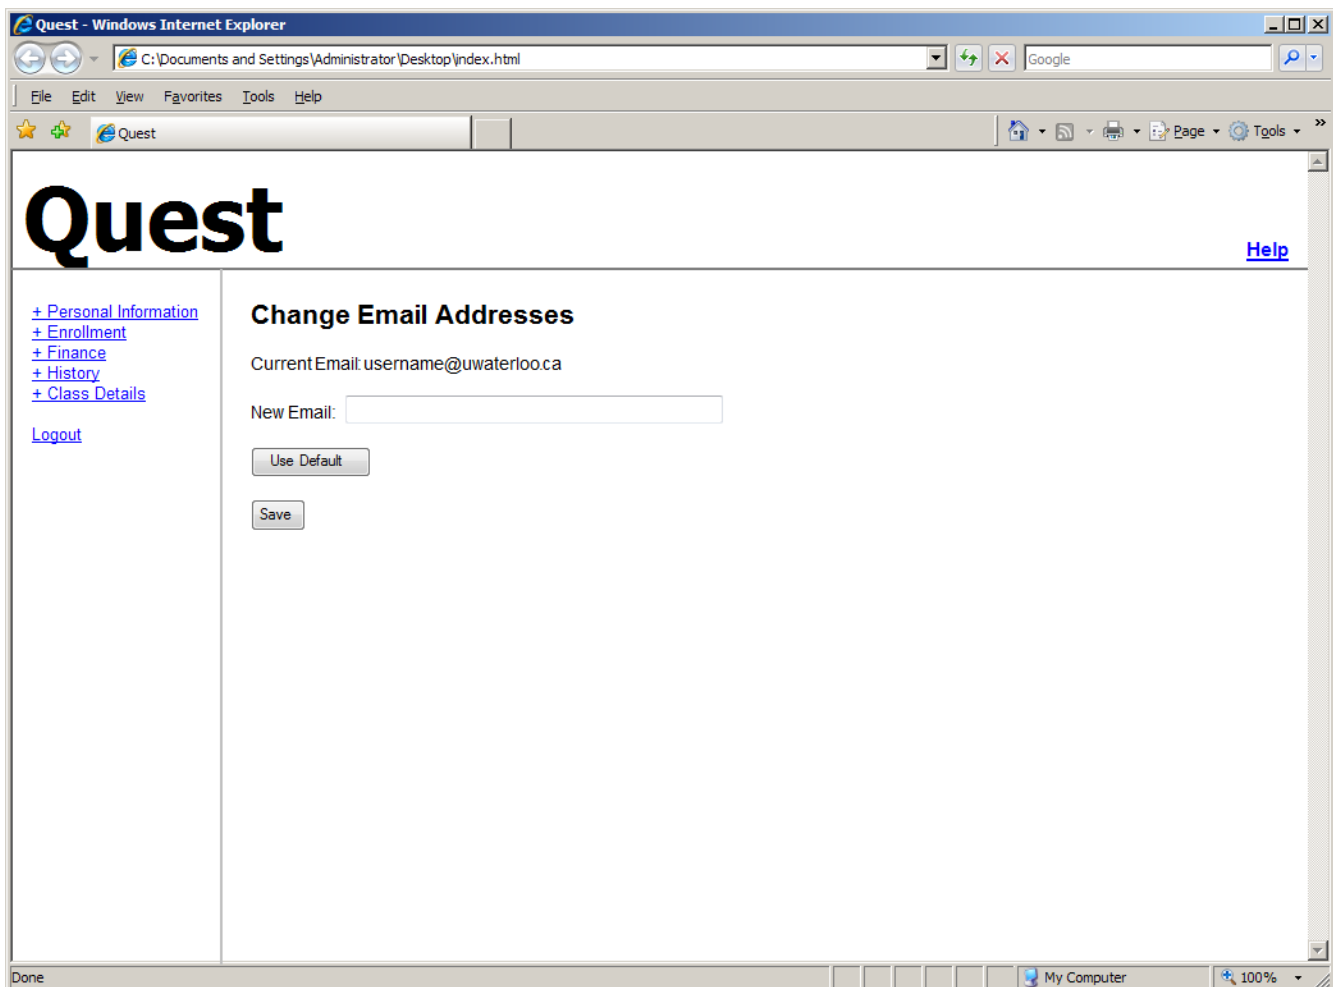 Quest - Windows Internet Explorer
C:\Documents and Settings\Administrator\Desktop\index.html
Google
File Edit View Favorites Tools Help
Quest
Page Tools »
Quest
Help
+ Personal Information
+ Enrollment
+ Finance
+ History
+ Class Details
Logout
Change Email Addresses
Current Email: username@uwaterloo.ca
New Email:
Use Default
Save
Done
My Computer
100%